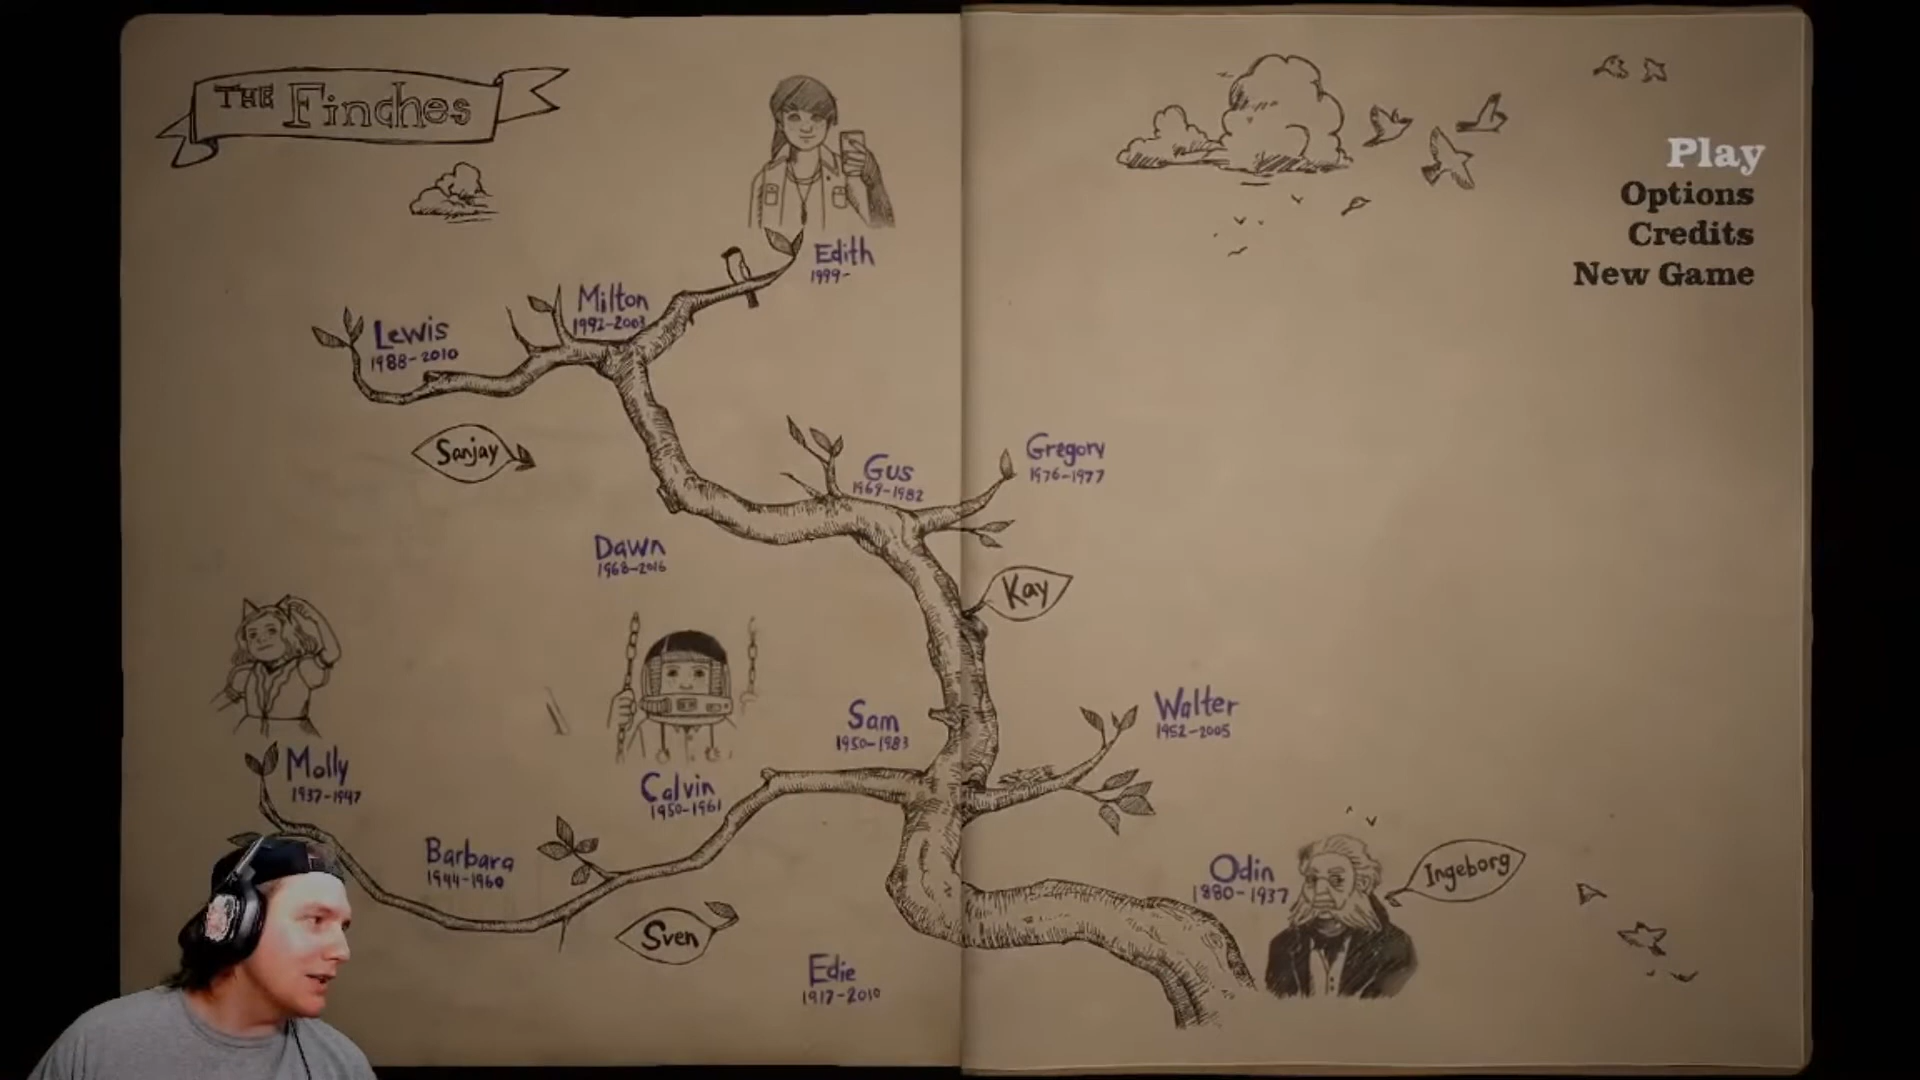 THE Finches
Play
Options
Credits
New Game
Edith
1999-
Milton
1992-2003
Lewis
1988-2010
Sanjay
Gus
1969-1982
Gregory
1976-1977
Dawn
1968-2016
Kay
Sam
1950-1983
Walter
1952-2005
Molly
1937-1947
Calvin
1950-1961
Barbara
1944-1960
Sven
Odin
1880-1937
Ingeborg
Edie
1917-2010